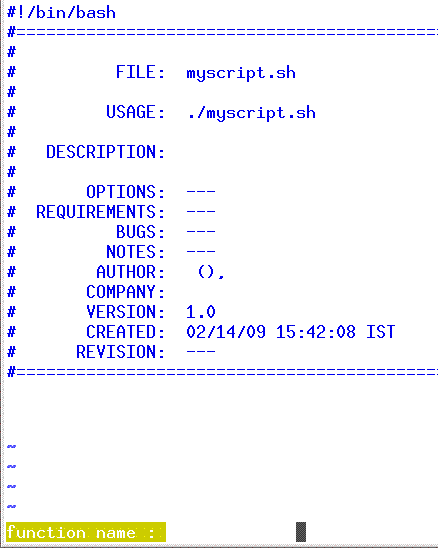 #!/bin/bash
#===========================================
#
#          FILE:  myscript.sh
#
#         USAGE:  ./myscript.sh
#
#   DESCRIPTION:
#
#       OPTIONS:  ---
#  REQUIREMENTS:  ---
#          BUGS:  ---
#         NOTES:  ---
#        AUTHOR:   (),
#       COMPANY:
#       VERSION:  1.0
#       CREATED:  02/14/09 15:42:08 IST
#      REVISION:  ---
#===========================================
~
~
~
~
function name :